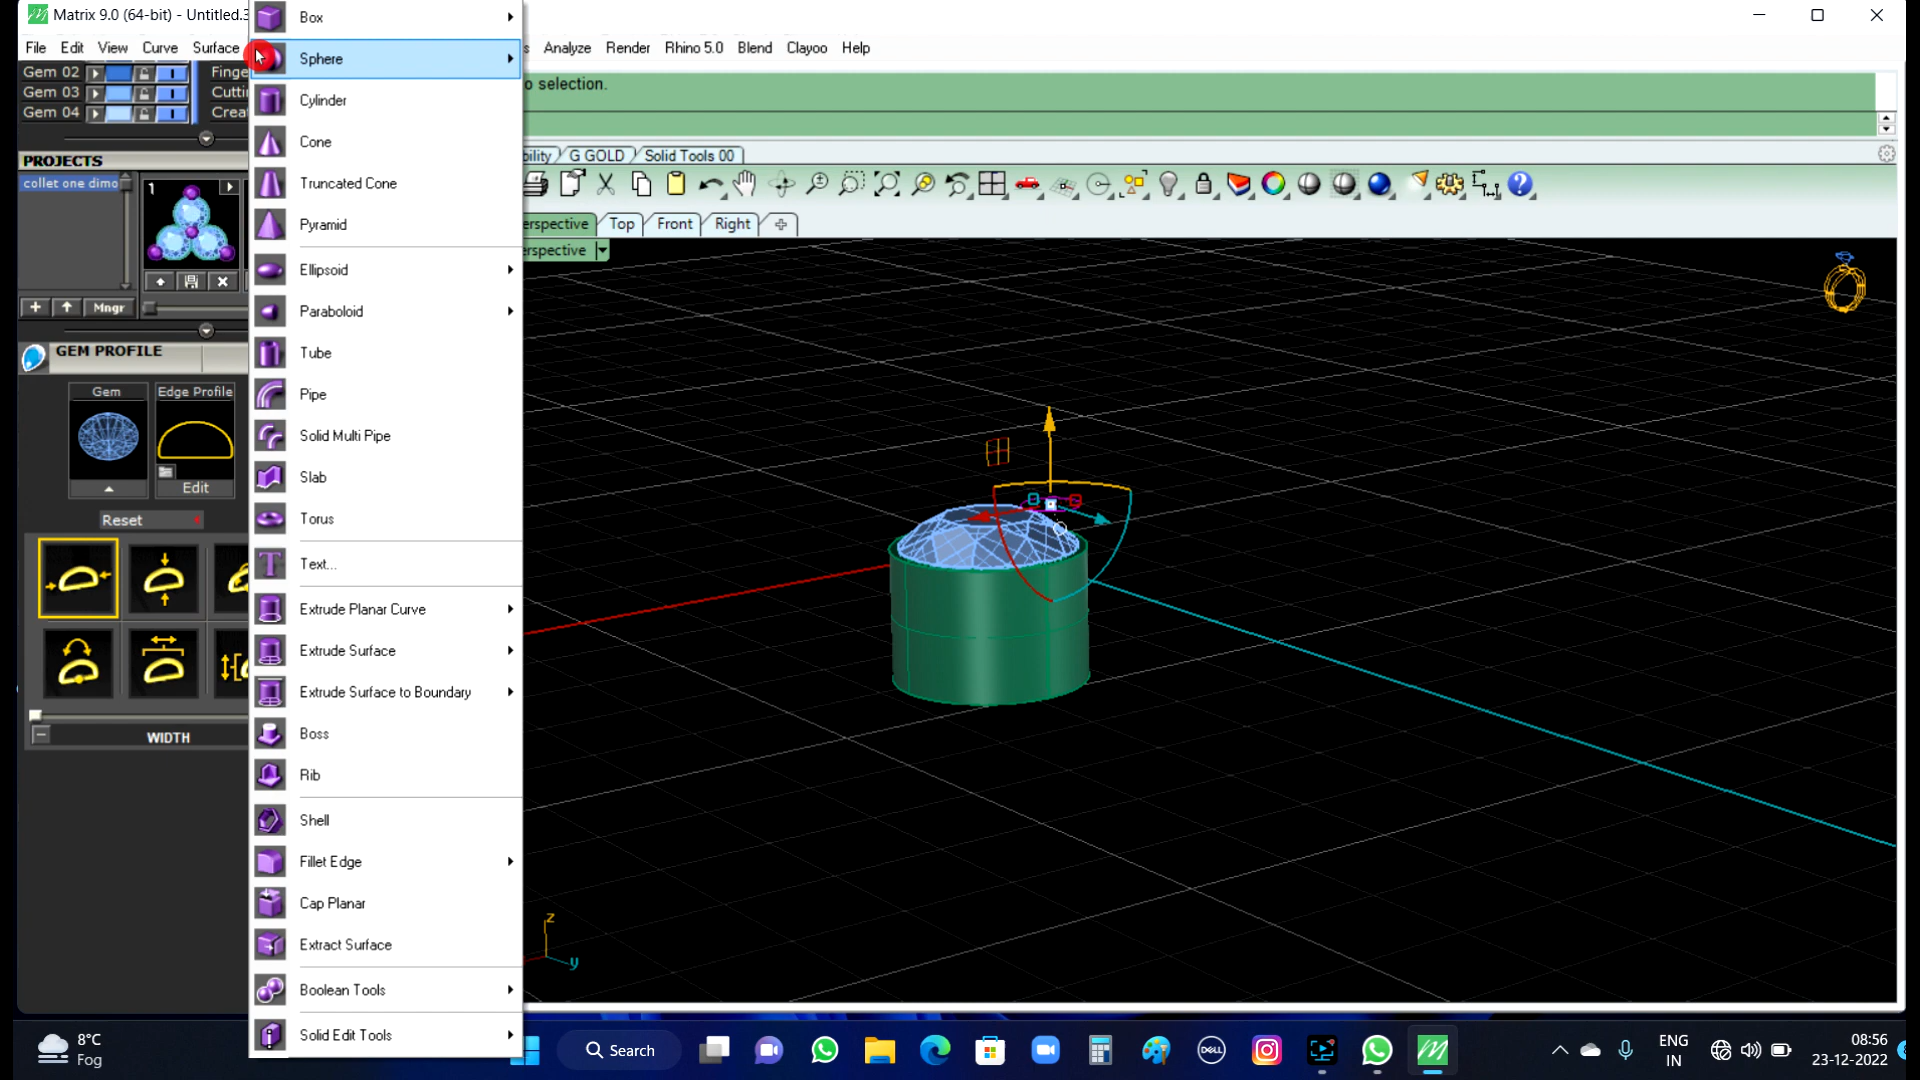 Matrix 9.0 (64-bit) - Untitled.3
File Edit View Curve Surface
Analyze Render Rhino 5.0 Blend Clayoo Help
Gem 02
Gem 03
Gem 04
o selection.
PROJECTS
collet one dimo
1
Mngr
GEM PROFILE
Gem
Edge Profile
Edit
Reset
WIDTH
Box
Sphere
Cylinder
Cone
Truncated Cone
Pyramid
Ellipsoid
Paraboloid
Tube
Pipe
Solid Multi Pipe
Slab
Torus
Text...
Extrude Planar Curve
Extrude Surface
Extrude Surface to Boundary
Boss
Rib
Shell
Fillet Edge
Cap Planar
Extract Surface
Boolean Tools
Solid Edit Tools
bility G GOLD Solid Tools 00
erspective Top Front Right
erspective
z
y
8°C
Fog
Search
DELL
ENG
IN
08:56
23-12-2022